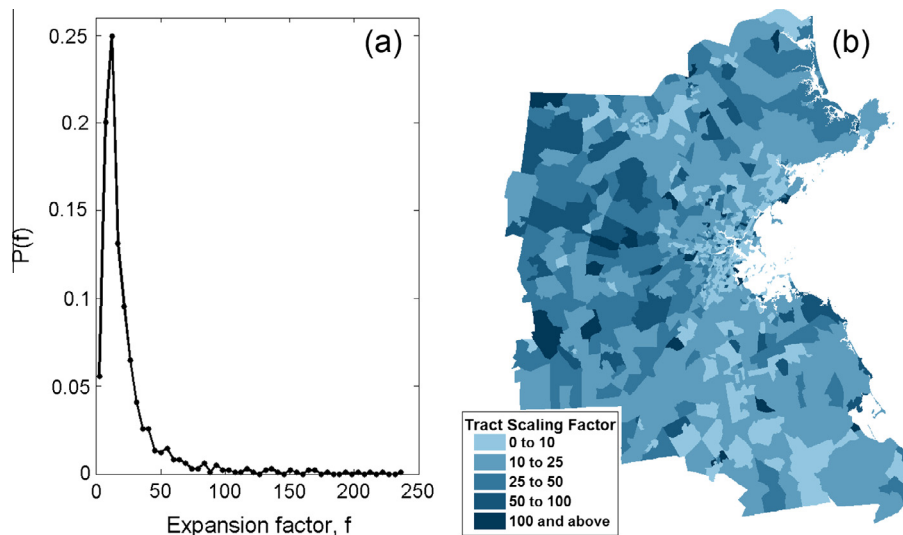 (a)
0.25
0.2
0.15
0.1
0.05
0
P(f)
0 50 100 150 200 250
Expansion factor, f
(b)
Tract Scaling Factor
0 to 10
10 to 25
25 to 50
50 to 100
100 and above